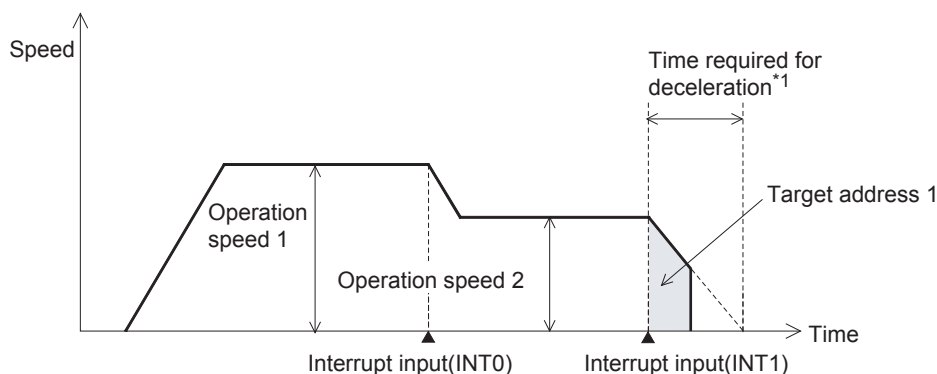 Speed
Time required for
deceleration*1
Target address 1
Operation
speed 1
Operation speed 2
Time
Interrupt input(INT0)
Interrupt input(INT1)